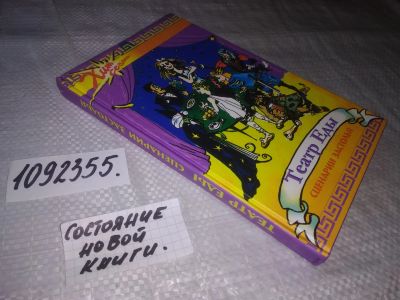 Театр Еды
СЦЕНАРИИ ЗАСТОЛИЙ
ТЕАТР ЕДЫ СЦЕНАРИИ ЗАСТОЛИЙ
1092355.
СОСТОЯНИЕ
НОВОЙ
КНИГИ.